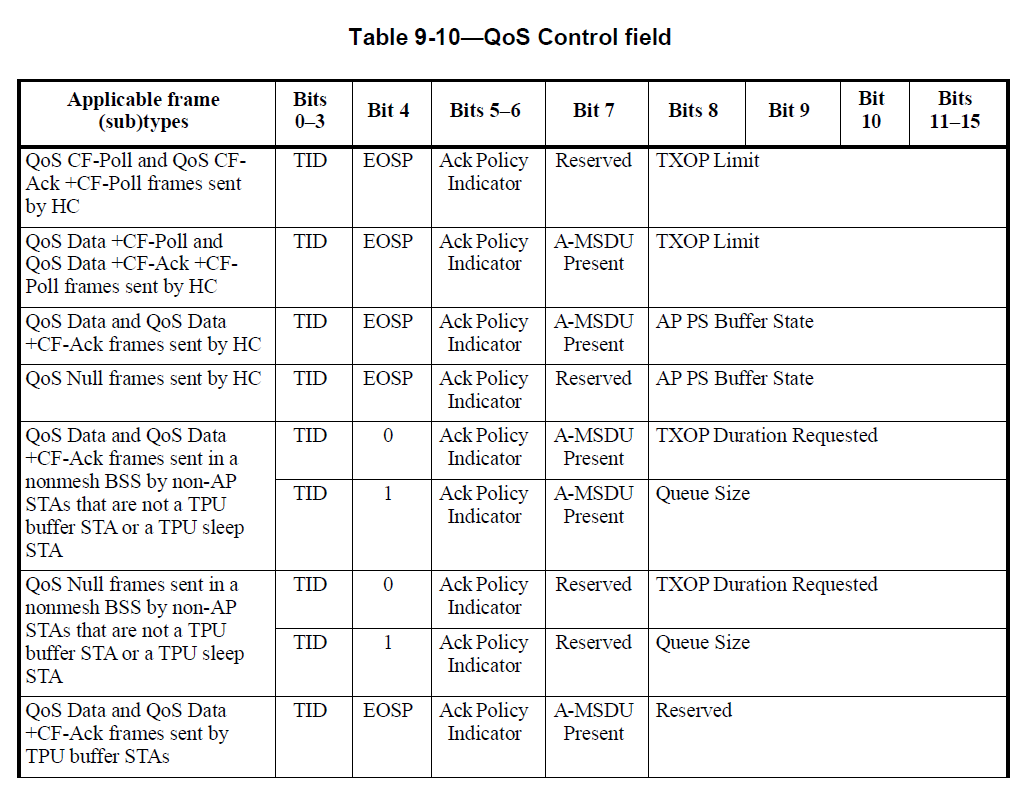 Table 9-10—QoS Control field
Applicable frame
(sub)types
Bits
0–3
Bit 4
Bits 5–6
Bit 7
Bits 8
Bit 9
Bit
10
Bits
11–15
QoS CF-Poll and QoS CF-
Ack +CF-Poll frames sent
by HC
TID
EOSP
Ack Policy
Indicator
Reserved
TXOP Limit
QoS Data +CF-Poll and
QoS Data +CF-Ack +CF-
Poll frames sent by HC
TID
EOSP
Ack Policy
Indicator
A-MSDU
Present
TXOP Limit
QoS Data and QoS Data
+CF-Ack frames sent by HC
TID
EOSP
Ack Policy
Indicator
A-MSDU
Present
AP PS Buffer State
QoS Null frames sent by HC
TID
EOSP
Ack Policy
Indicator
Reserved
AP PS Buffer State
QoS Data and QoS Data
+CF-Ack frames sent in a
nonmesh BSS by non-AP
STAs that are not a TPU
buffer STA or a TPU sleep
STA
TID
0
Ack Policy
Indicator
A-MSDU
Present
TXOP Duration Requested
TID
1
Ack Policy
Indicator
A-MSDU
Present
Queue Size
QoS Null frames sent in a
nonmesh BSS by non-AP
STAs that are not a TPU
buffer STA or a TPU sleep
STA
TID
0
Ack Policy
Indicator
Reserved
TXOP Duration Requested
TID
1
Ack Policy
Indicator
Reserved
Queue Size
QoS Data and QoS Data
+CF-Ack frames sent by
TPU buffer STAs
TID
EOSP
Ack Policy
Indicator
A-MSDU
Present
Reserved